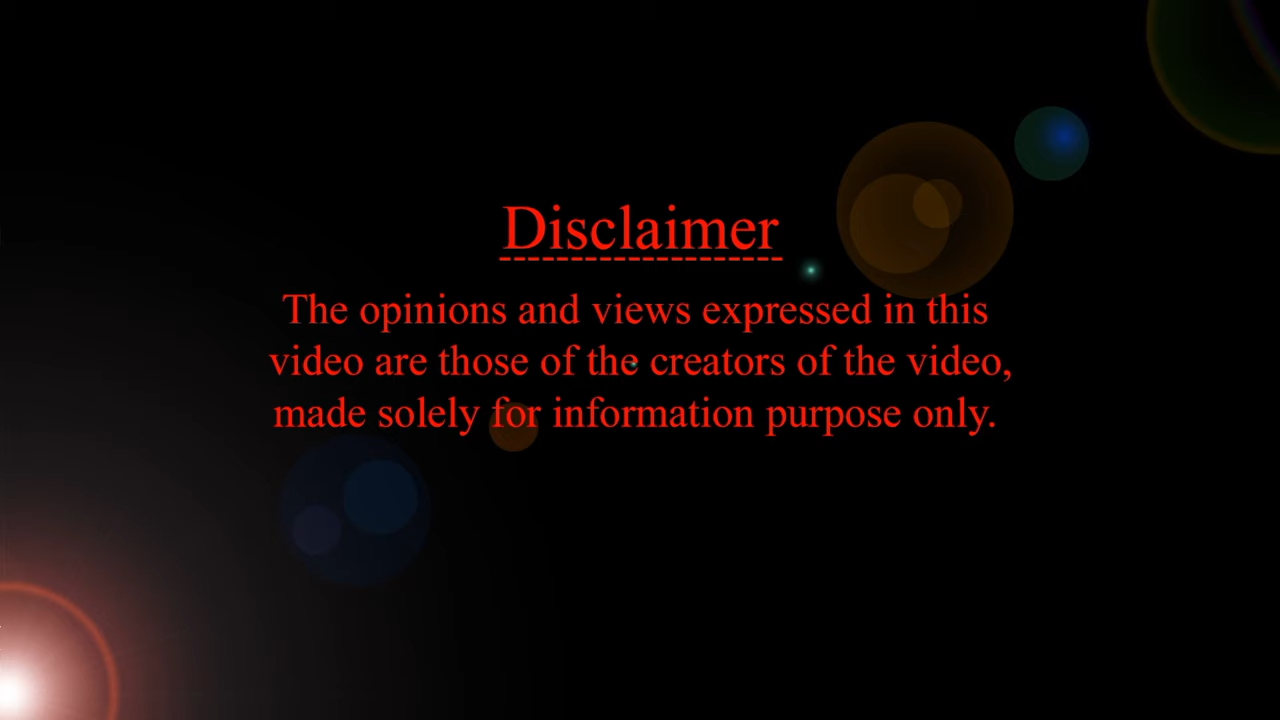 Disclaimer
The opinions and views expressed in this
video are those of the creators of the video,
made solely for information purpose only.